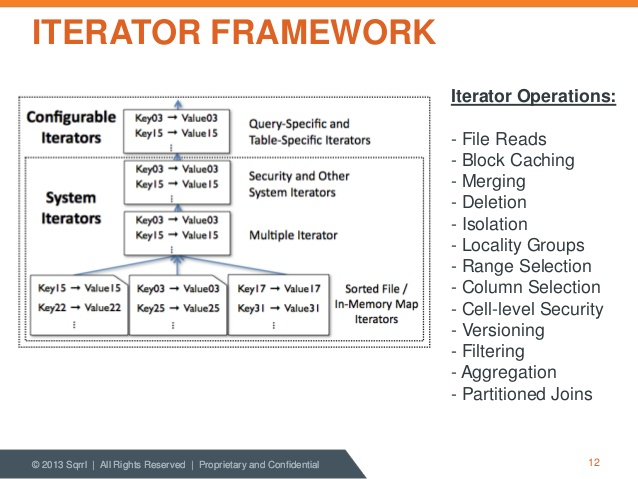 ITERATOR FRAMEWORK
Configurable
Iterators
Key03 → Value03
Key15 → Value15
⋮
Query-Specific and
Table-Specific Iterators
System
Iterators
Key03 → Value03
Key15 → Value15
⋮
Security and Other
System Iterators
Key03 → Value03
Key15 → Value15
⋮
Multiple Iterator
Key15 → Value15
Key22 → Value22
⋮
Key03 → Value03
Key25 → Value25
⋮
Key17 → Value17
Key31 → Value31
⋮
Sorted File /
In-Memory Map
Iterators
Iterator Operations:
- File Reads
- Block Caching
- Merging
- Deletion
- Isolation
- Locality Groups
- Range Selection
- Column Selection
- Cell-level Security
- Versioning
- Filtering
- Aggregation
- Partitioned Joins
© 2013 Sqrrl | All Rights Reserved | Proprietary and Confidential
12